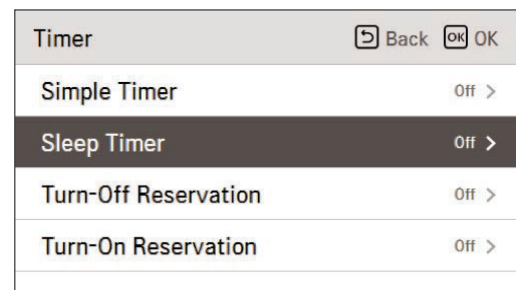 Timer Back OK OK
Simple Timer Off >
Sleep Timer Off >
Turn-Off Reservation Off >
Turn-On Reservation Off >